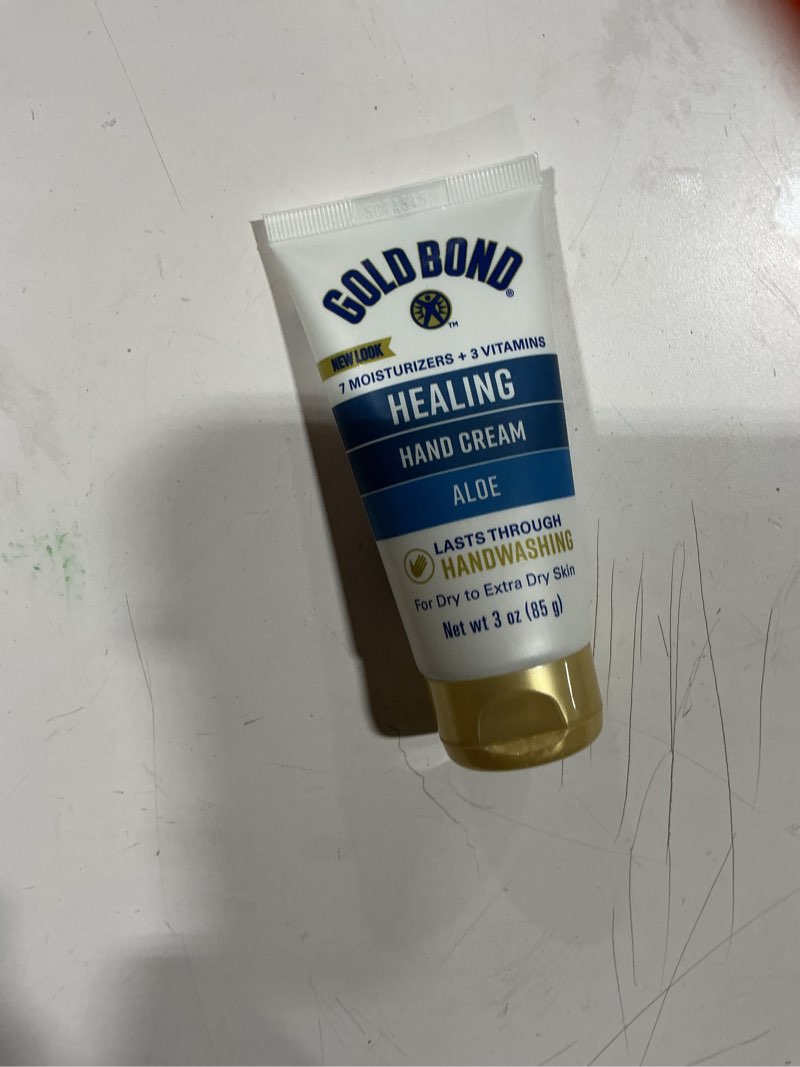 GOLD BOND®
™
NEW LOOK
7 MOISTURIZERS + 3 VITAMINS
HEALING
HAND CREAM
ALOE
LASTS THROUGH
HANDWASHING
For Dry to Extra Dry Skin
Net wt 3 oz (85 g)